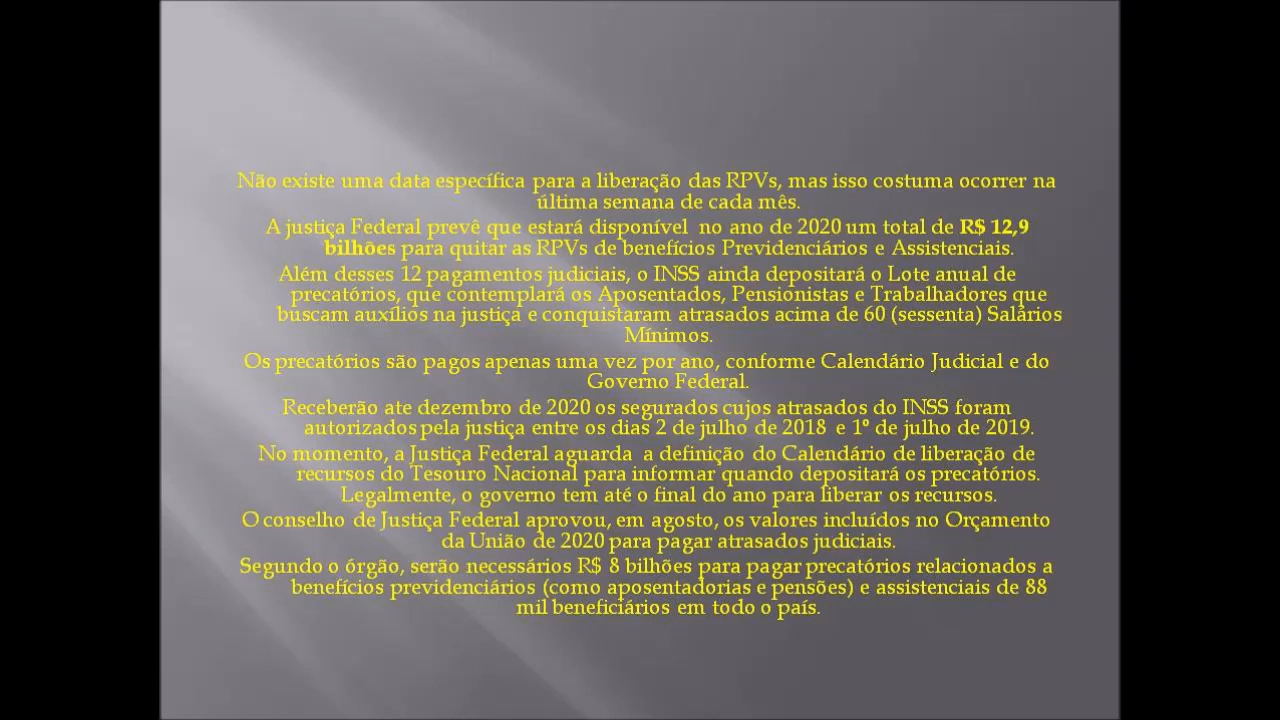 Não existe uma data específica para a liberação das RPVs, mas isso costuma ocorrer na
última semana de cada mês.
A justiça Federal prevê que estará disponível no ano de 2020 um total de R$ 12,9
bilhões para quitar as RPVs de benefícios Previdenciários e Assistenciais.
Além desses 12 pagamentos judiciais, o INSS ainda depositará o Lote anual de
precatórios, que contemplará os Aposentados, Pensionistas e Trabalhadores que
buscam auxílios na justiça e conquistaram atrasados acima de 60 (sessenta) Salários
Mínimos.
Os precatórios são pagos apenas uma vez por ano, conforme Calendário Judicial e do
Governo Federal.
Receberão ate dezembro de 2020 os segurados cujos atrasados do INSS foram
autorizados pela justiça entre os dias 2 de julho de 2018 e 1º de julho de 2019.
No momento, a Justiça Federal aguarda a definição do Calendário de liberação de
recursos do Tesouro Nacional para informar quando depositará os precatórios.
Legalmente, o governo tem até o final do ano para liberar os recursos.
O conselho de Justiça Federal aprovou, em agosto, os valores incluídos no Orçamento
da União de 2020 para pagar atrasados judiciais.
Segundo o órgão, serão necessários R$ 8 bilhões para pagar precatórios relacionados a
benefícios previdenciários (como aposentadorias e pensões) e assistenciais de 88
mil beneficiários em todo o país.